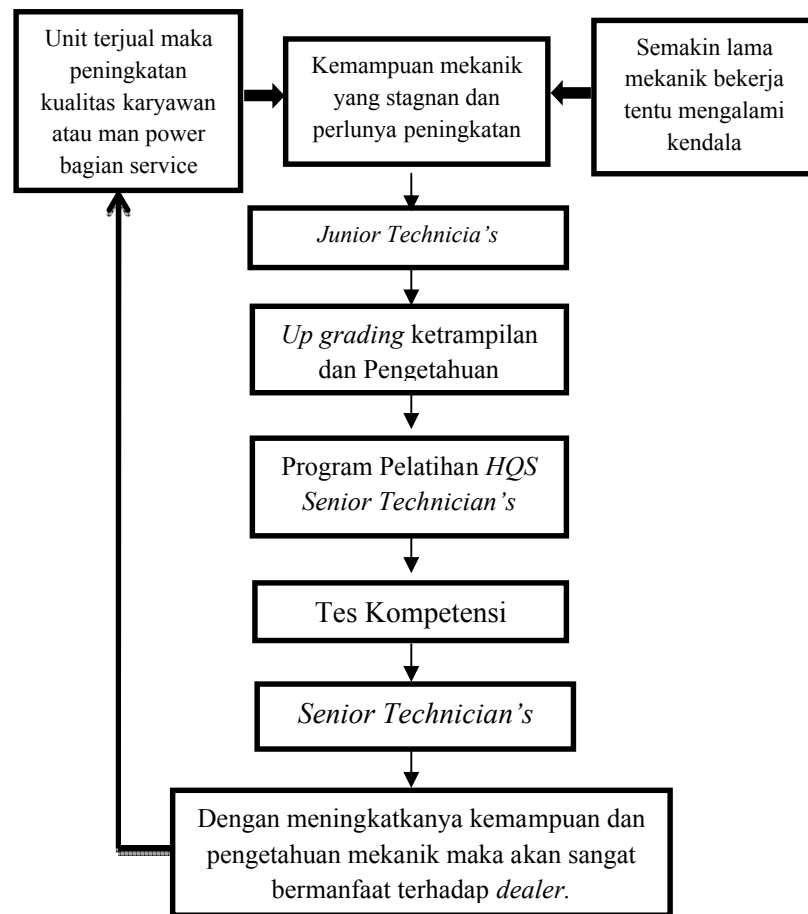 Unit terjual maka
peningkatan
kualitas karyawan
atau man power
bagian service
Kemampuan mekanik
yang stagnan dan
perlunya peningkatan
Semakin lama
mekanik bekerja
tentu mengalami
kendala
Junior Technicia’s
Up grading ketrampilan
dan Pengetahuan
Program Pelatihan HQS
Senior Technician’s
Tes Kompetensi
Senior Technician’s
Dengan meningkatkanya kemampuan dan
pengetahuan mekanik maka akan sangat
bermanfaat terhadap dealer.